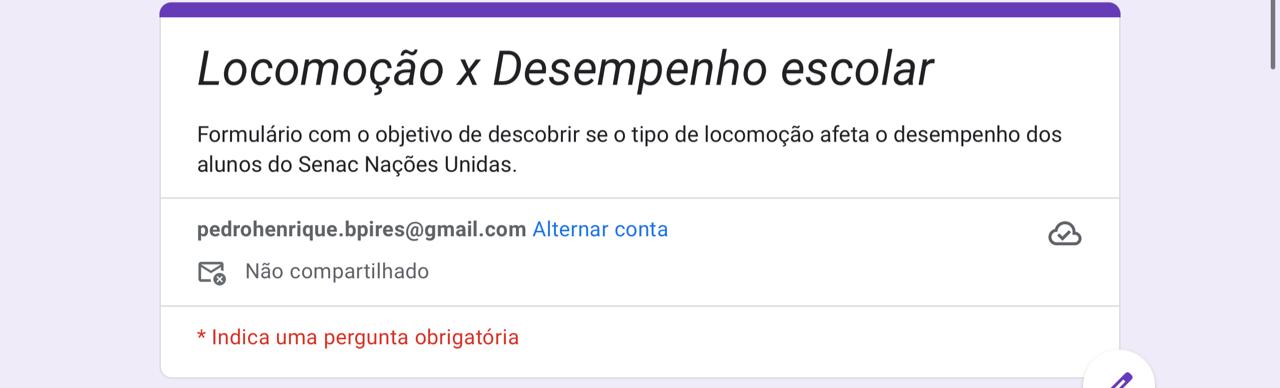 Locomoção x Desempenho escolar
Formulário com o objetivo de descobrir se o tipo de locomoção afeta o desempenho dos
alunos do Senac Nações Unidas.
pedrohenrique.bpires@gmail.com Alternar conta
Não compartilhado
* Indica uma pergunta obrigatória